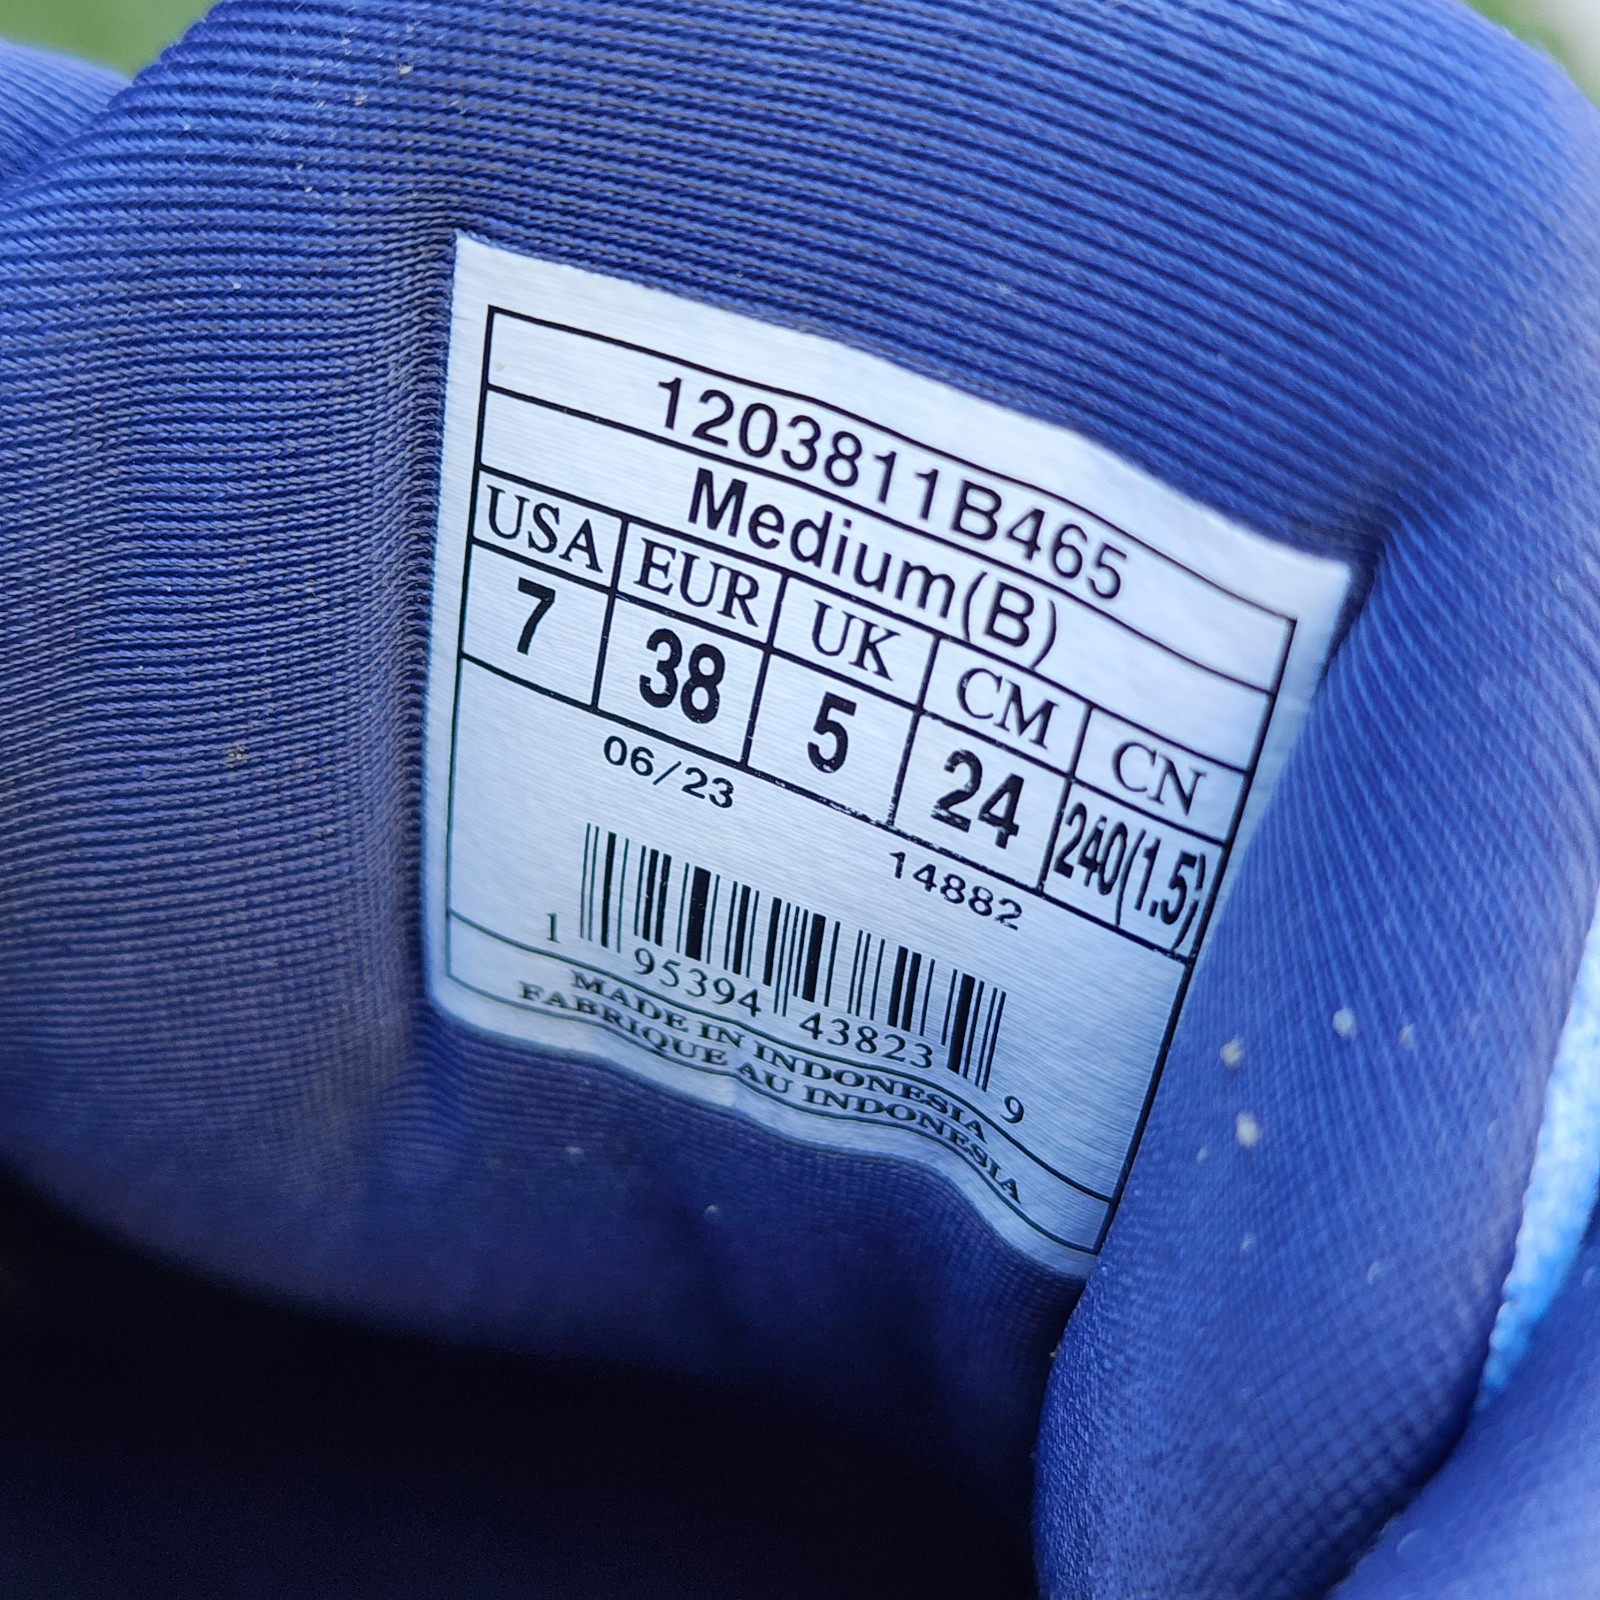 1203811B465
Medium(B)
USA EUR UK CM CN
7 38 5 24 240(1.5)
06/23 14882
1 95394 43823 9
MADE IN INDONESIA
FABRIQUE AU INDONESIA